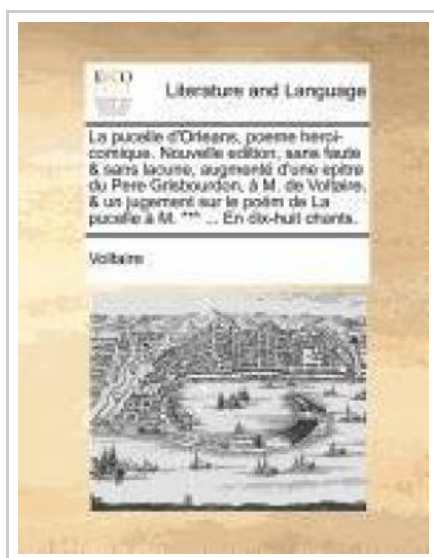 ECCO
Literature and Language
La pucelle d'Orleans, poeme heroi-
comique. Nouvelle edition, sans faute
& sans lacune, augmenté d'une epitre
du Pere Grisbourdon, à M. de Voltaire,
& un jugement sur le poëm de La
pucelle à M. *** ... En dix-huit chants.
Voltaire